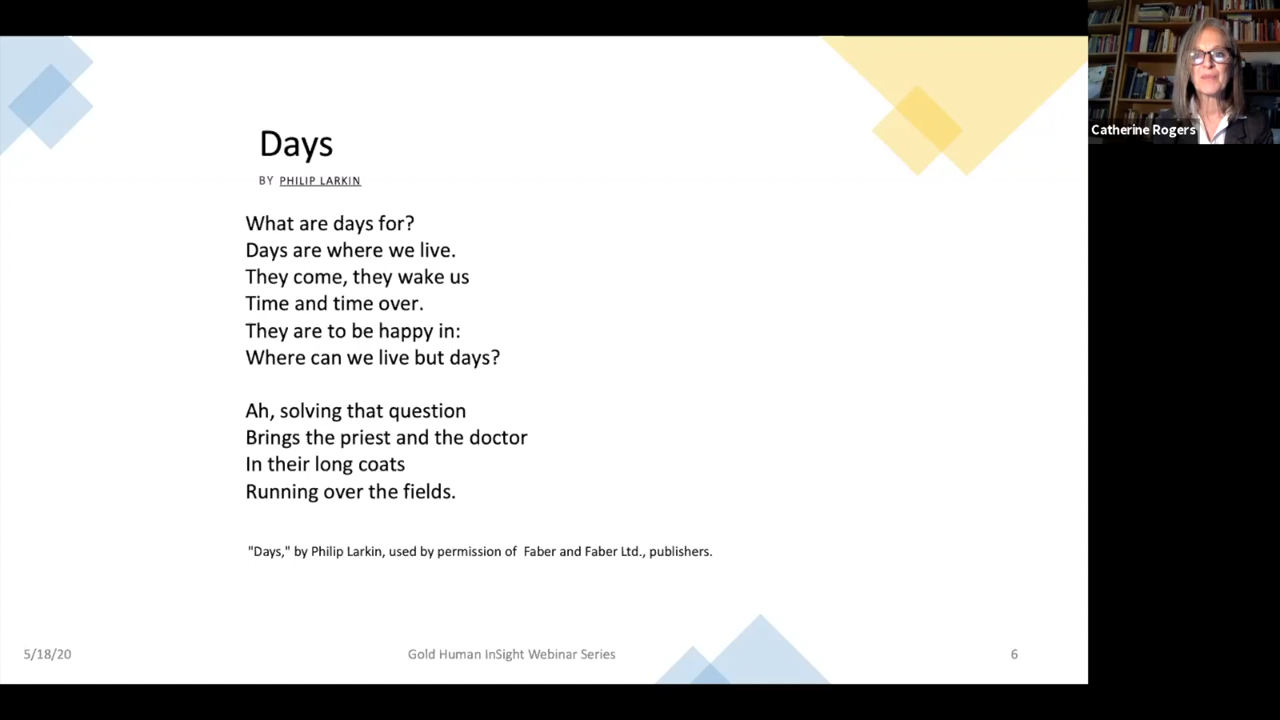 Days
BY PHILIP LARKIN
What are days for?
Days are where we live.
They come, they wake us
Time and time over.
They are to be happy in:
Where can we live but days?
Ah, solving that question
Brings the priest and the doctor
In their long coats
Running over the fields.
"Days," by Philip Larkin, used by permission of  Faber and Faber Ltd., publishers.
5/18/20
Gold Human InSight Webinar Series
6
Catherine Rogers